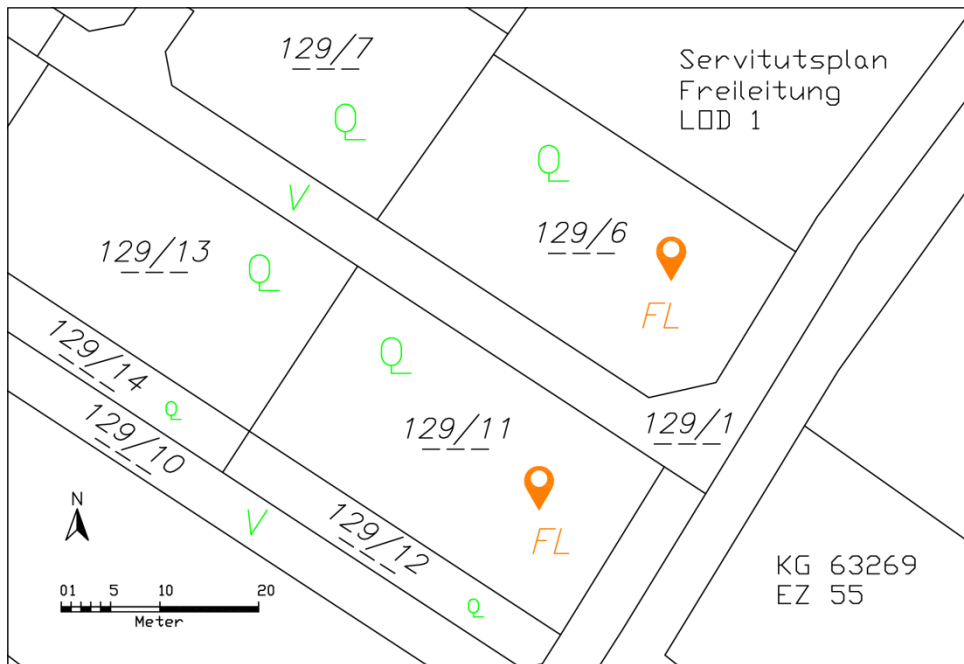 129/7
Servitutsplan
Freileitung
LOD 1
Q
Q
V
129/6
129/13
Q
FL
129/14
Q
129/11
129/1
Q
129/10
FL
N
V
129/12
KG 63269
EZ 55
01 5 10 20
Meter
Q